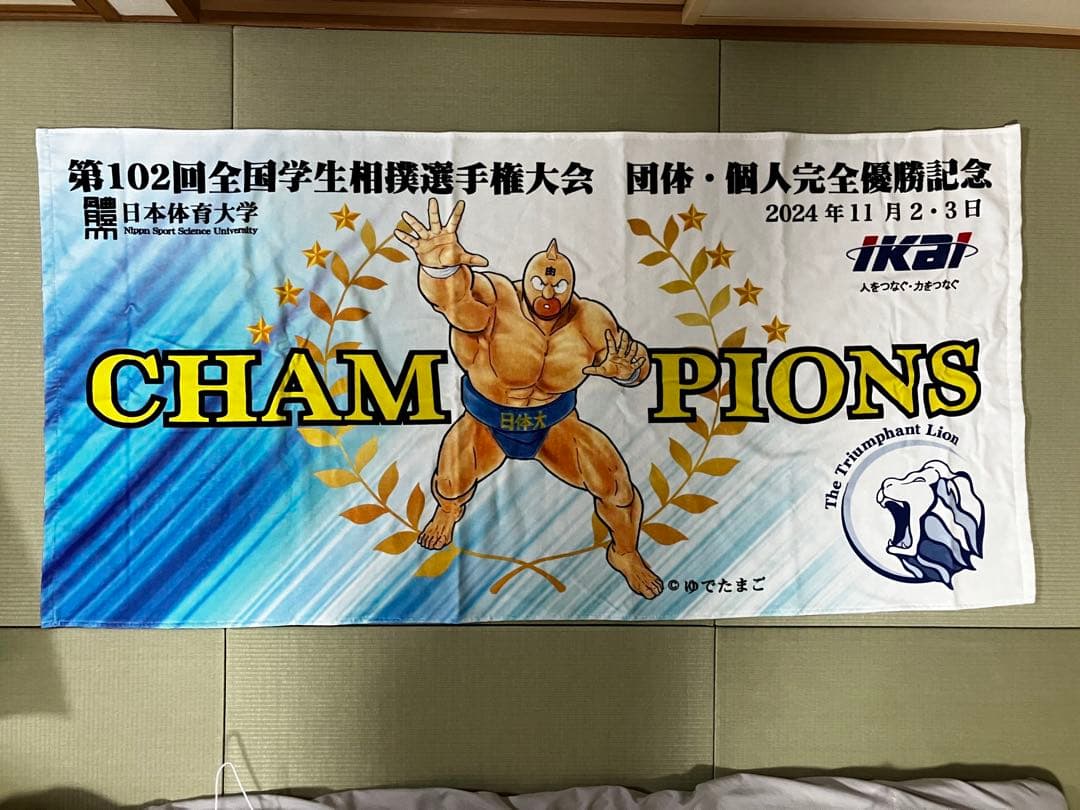 第102回全国学生相撲選手権大会 団体・個人完全優勝記念
日本体育大学
Nippn Sport Science University
2024年11月2・3日
IKAI
人をつなぐ・力をつなぐ
肉
CHAMPIONS
日体大
The Triumphant Lion
©ゆでたまご